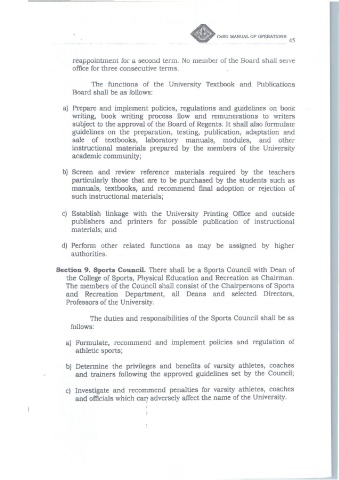 CvSU MANUAL OF OPERATIONS 45
reappointment for a second term. No member of the Board shall serve
office for three consecutive terms.
The functions of the University Textbook and Publications
Board shall be as follows:
a) Prepare and implement policies, regulations and guidelines on book
writing, book writing process flow and remunerations to writers
subject to the approval of the Board of Regents. It shall also formulate
guidelines on the preparation, testing, publication, adaptation and
sale of textbooks, laboratory manuals, modules, and other
instructional materials prepared by the members of the University
academic community;
b) Screen and review reference materials required by the teachers
particularly those that are to be purchased by the students such as
manuals, textbooks, and recommend final adoption or rejection of
such instructional materials;
c) Establish linkage with the University Printing Office and outside
publishers and printers for possible publication of instructional
materials; and
d) Perform other related functions as may be assigned by higher
authorities.
Section 9. Sports Council. There shall be a Sports Council with Dean of
the College of Sports, Physical Education and Recreation as Chairman.
The members of the Council shall consist of the Chairpersons of Sports
and Recreation Department, all Deans and selected Directors,
Professors of the University.
The duties and responsibilities of the Sports Council shall be as
follows:
a) Formulate, recommend and implement policies and regulation of
athletic sports;
b) Determine the privileges and benefits of varsity athletes, coaches
and trainers following the approved guidelines set by the Council;
c) Investigate and recommend penalties for varsity athletes, coaches
and officials which can adversely affect the name of the University.